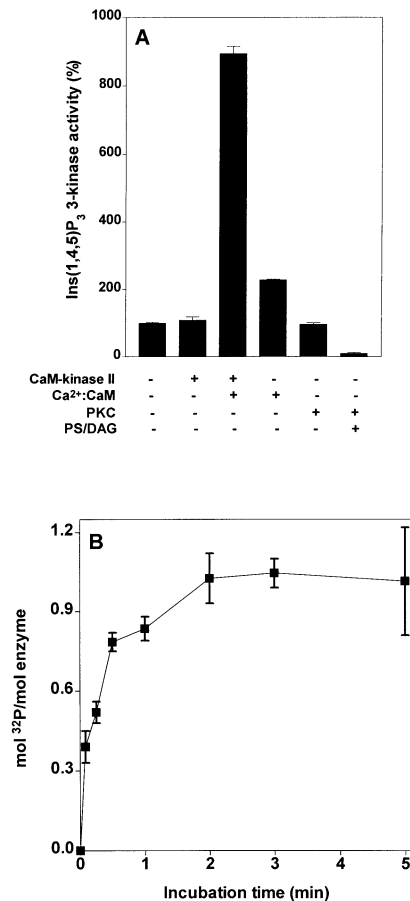 A
Ins(1,4,5)P3 3-kinase activity (%)
1000
800
600
400
200
0
CaM-kinase II - + + - - -
Ca2+:CaM - - + + - -
PKC - - - - + +
PS/DAG - - - - - +
B
mol 32P/mol enzyme
1.2
0.9
0.6
0.3
0.0
0 1 2 3 4 5
Incubation time (min)